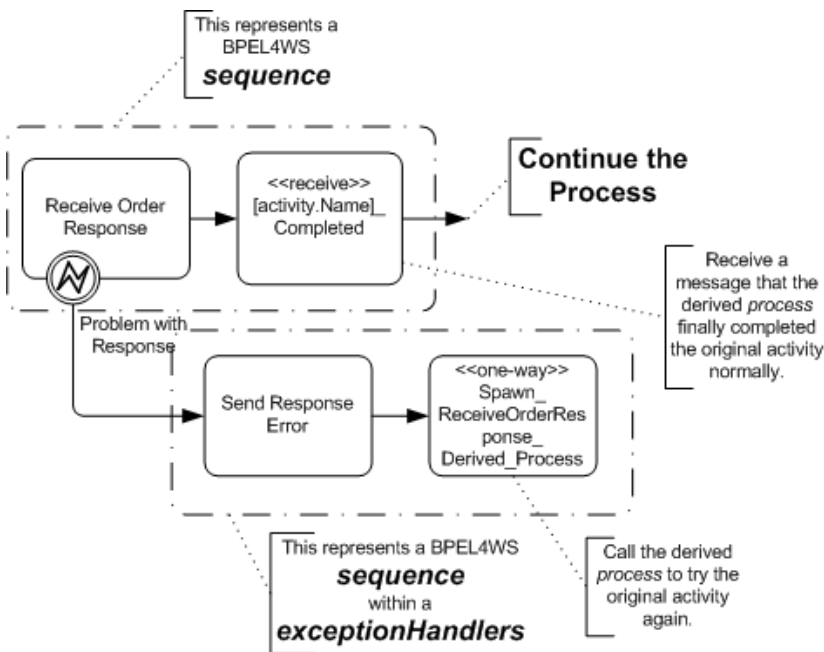 This represents a
BPEL4WS
sequence
Receive Order
Response
<<receive>>
[activity.Name]_
Completed
Continue the
Process
Receive a
message that the
derived process
finally completed
the original activity
normally.
Problem with
Response
Send Response
Error
<<one-way>>
Spawn_
ReceiveOrderRes
ponse_
Derived_Process
This represents a BPEL4WS
sequence
within a
exceptionHandlers
Call the derived
process to try the
original activity
again.